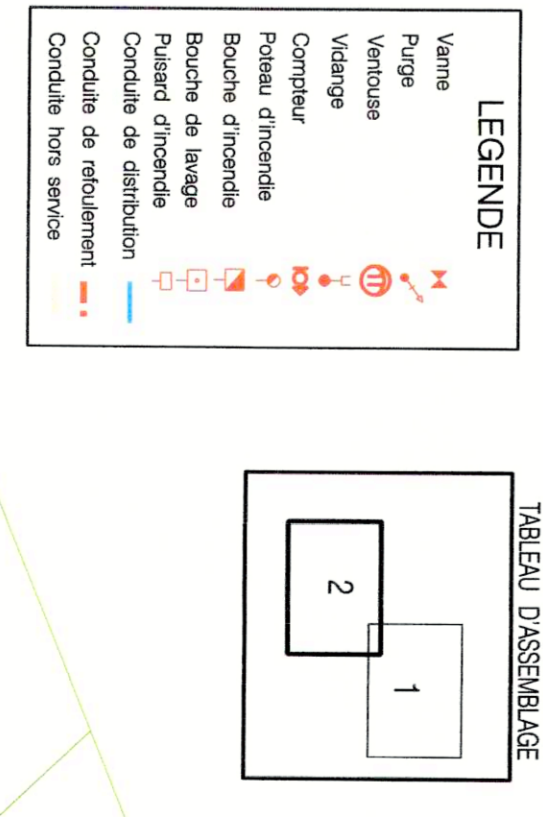 LEGENDE
Vanne
Purge
Ventouse
Vidange
Compteur
Poteau d'incendie
Bouche d'incendie
Bouche de lavage
Puisard d'incendie
Conduite de distribution
Conduite de refoulement
Conduite hors service
TABLEAU D'ASSEMBLAGE
1
2